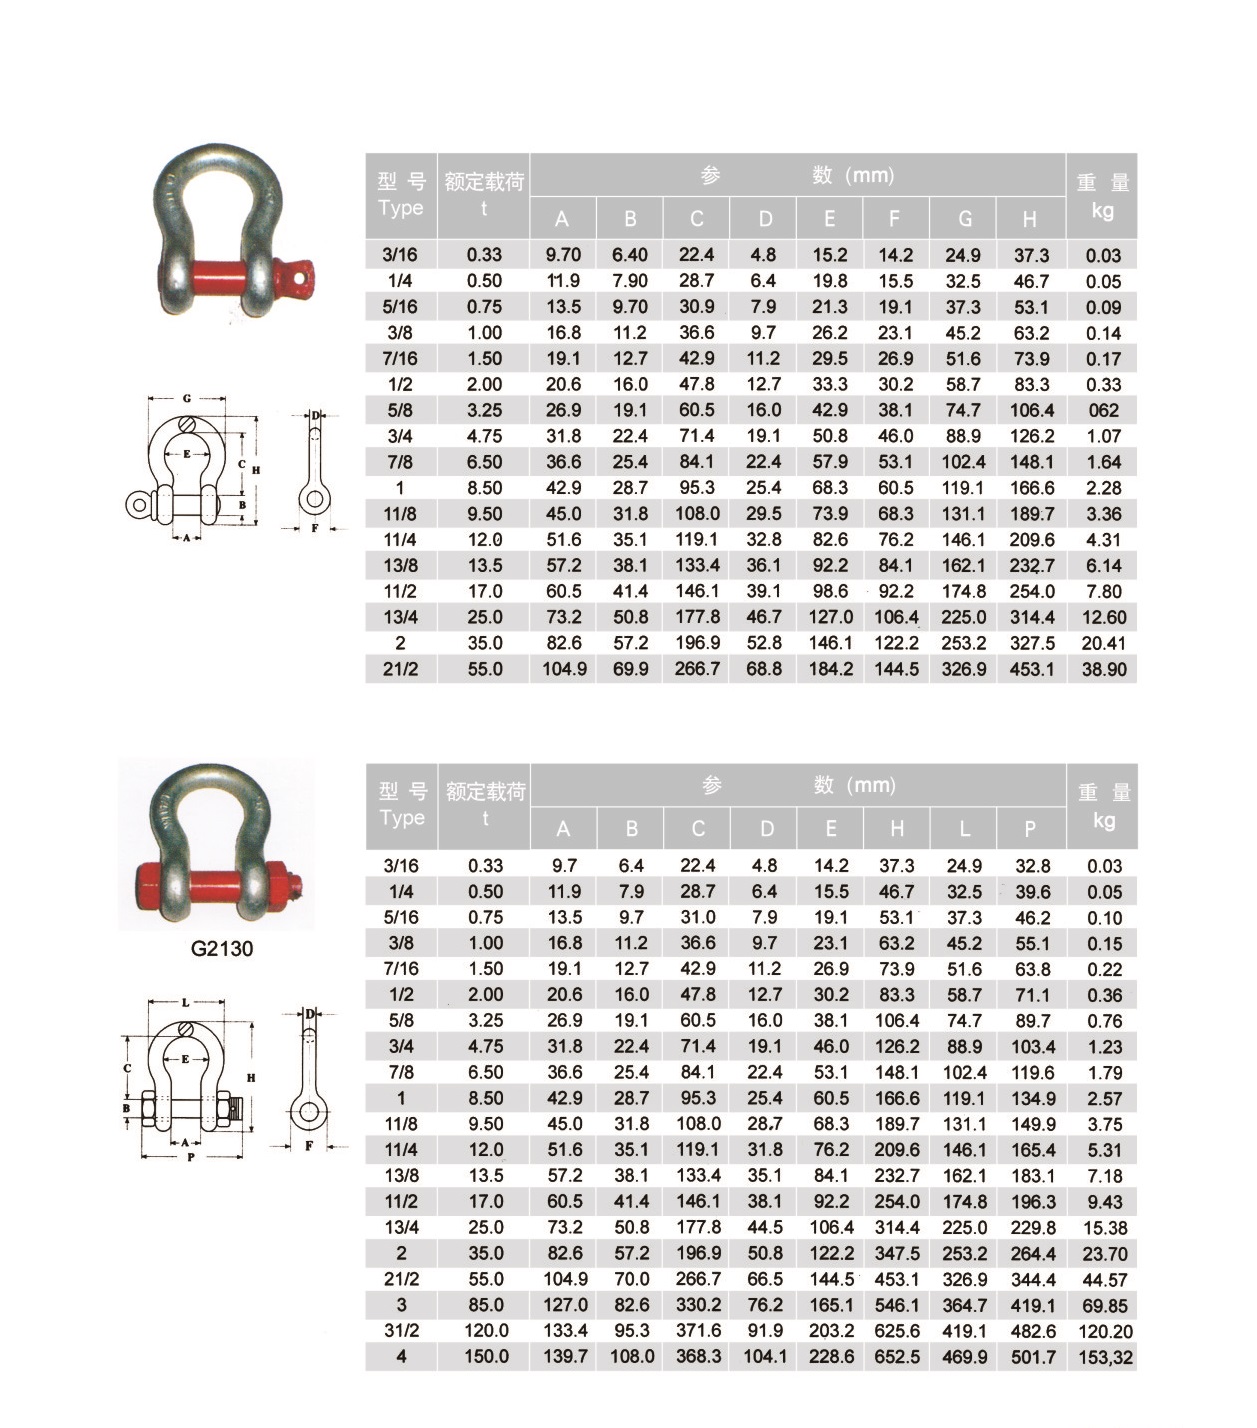 型 号 额定载荷 参 数 (mm) 重 量
Type t A B C D E F G H kg
3/16 0.33 9.70 6.40 22.4 4.8 15.2 14.2 24.9 37.3 0.03
1/4 0.50 11.9 7.90 28.7 6.4 19.8 15.5 32.5 46.7 0.05
5/16 0.75 13.5 9.70 30.9 7.9 21.3 19.1 37.3 53.1 0.09
3/8 1.00 16.8 11.2 36.6 9.7 26.2 23.1 45.2 63.2 0.14
7/16 1.50 19.1 12.7 42.9 11.2 29.5 26.9 51.6 73.9 0.17
1/2 2.00 20.6 16.0 47.8 12.7 33.3 30.2 58.7 83.3 0.33
5/8 3.25 26.9 19.1 60.5 16.0 42.9 38.1 74.7 106.4 062
3/4 4.75 31.8 22.4 71.4 19.1 50.8 46.0 88.9 126.2 1.07
7/8 6.50 36.6 25.4 84.1 22.4 57.9 53.1 102.4 148.1 1.64
1 8.50 42.9 28.7 95.3 25.4 68.3 60.5 119.1 166.6 2.28
11/8 9.50 45.0 31.8 108.0 29.5 73.9 68.3 131.1 189.7 3.36
11/4 12.0 51.6 35.1 119.1 32.8 82.6 76.2 146.1 209.6 4.31
13/8 13.5 57.2 38.1 133.4 36.1 92.2 84.1 162.1 232.7 6.14
11/2 17.0 60.5 41.4 146.1 39.1 98.6 92.2 174.8 254.0 7.80
13/4 25.0 73.2 50.8 177.8 46.7 127.0 106.4 225.0 314.4 12.60
2 35.0 82.6 57.2 196.9 52.8 146.1 122.2 253.2 327.5 20.41
21/2 55.0 104.9 69.9 266.7 68.8 184.2 144.5 326.9 453.1 38.90
G
D
E
C
H
B
F
A
型 号 额定载荷 参 数 (mm) 重 量
Type t A B C D E H L P kg
3/16 0.33 9.7 6.4 22.4 4.8 14.2 37.3 24.9 32.8 0.03
1/4 0.50 11.9 7.9 28.7 6.4 15.5 46.7 32.5 39.6 0.05
5/16 0.75 13.5 9.7 31.0 7.9 19.1 53.1 37.3 46.2 0.10
3/8 1.00 16.8 11.2 36.6 9.7 23.1 63.2 45.2 55.1 0.15
7/16 1.50 19.1 12.7 42.9 11.2 26.9 73.9 51.6 63.8 0.22
1/2 2.00 20.6 16.0 47.8 12.7 30.2 83.3 58.7 71.1 0.36
5/8 3.25 26.9 19.1 60.5 16.0 38.1 106.4 74.7 89.7 0.76
3/4 4.75 31.8 22.4 71.4 19.1 46.0 126.2 88.9 103.4 1.23
7/8 6.50 36.6 25.4 84.1 22.4 53.1 148.1 102.4 119.6 1.79
1 8.50 42.9 28.7 95.3 25.4 60.5 166.6 119.1 134.9 2.57
11/8 9.50 45.0 31.8 108.0 28.7 68.3 189.7 131.1 149.9 3.75
11/4 12.0 51.6 35.1 119.1 31.8 76.2 209.6 146.1 165.4 5.31
13/8 13.5 57.2 38.1 133.4 35.1 84.1 232.7 162.1 183.1 7.18
11/2 17.0 60.5 41.4 146.1 38.1 92.2 254.0 174.8 196.3 9.43
13/4 25.0 73.2 50.8 177.8 44.5 106.4 314.4 225.0 229.8 15.38
2 35.0 82.6 57.2 196.9 50.8 122.2 347.5 253.2 264.4 23.70
21/2 55.0 104.9 70.0 266.7 66.5 144.5 453.1 326.9 344.4 44.57
3 85.0 127.0 82.6 330.2 76.2 165.1 546.1 364.7 419.1 69.85
31/2 120.0 133.4 95.3 371.6 91.9 203.2 625.6 419.1 482.6 120.20
4 150.0 139.7 108.0 368.3 104.1 228.6 652.5 469.9 501.7 153,32
G2130
L
D
E
C
H
B
A
F
P